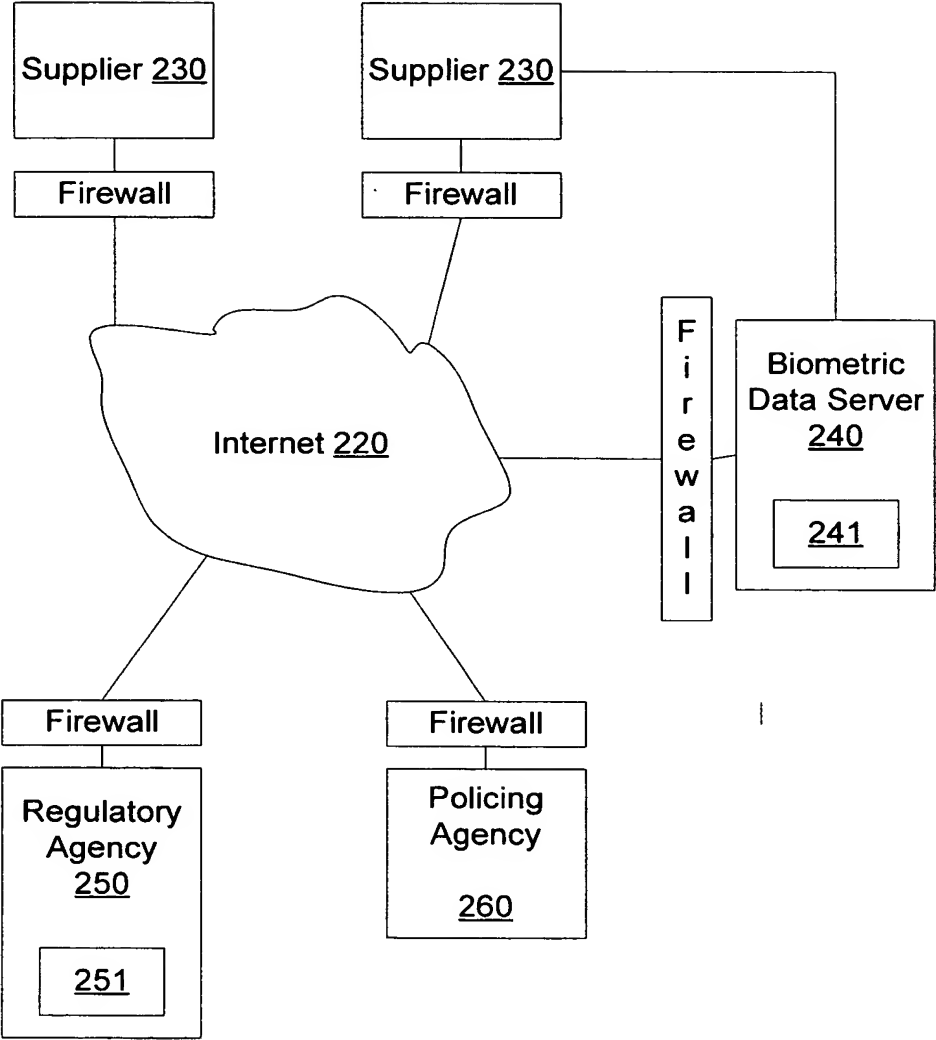 Supplier 230
Supplier 230
Firewall
Firewall
Internet 220
F
i
r
e
w
a
l
l
Biometric
Data Server
240
241
Firewall
Firewall
Regulatory
Agency
250
251
Policing
Agency
260